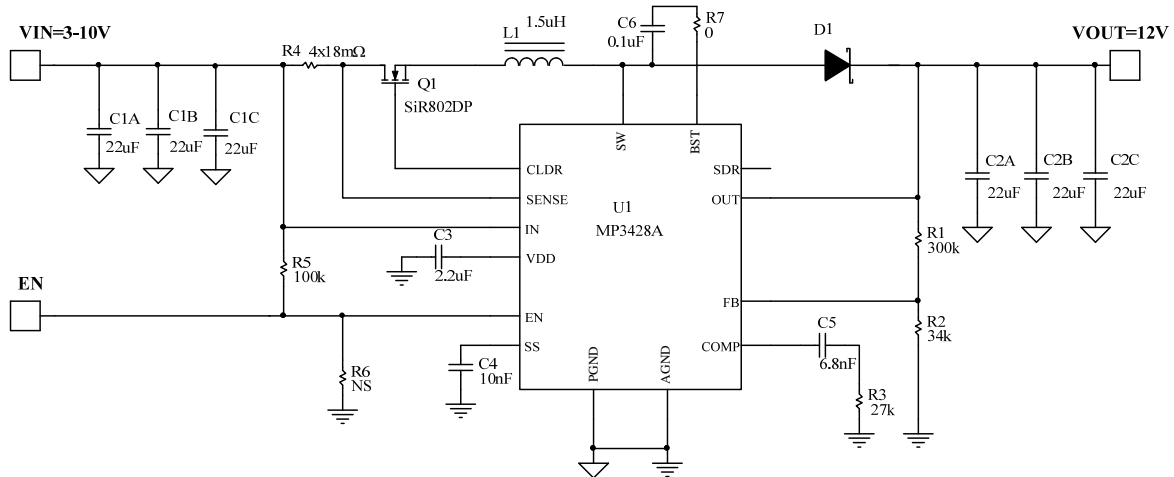 VIN=3-10V
R4 4x18mΩ
L1
1.5uH
C6
0.1uF
R7
0
D1
VOUT=12V
Q1
SiR802DP
C1A
22uF
C1B
22uF
C1C
22uF
SW
BST
CLDR
SENSE
IN
VDD
EN
SS
SDR
OUT
FB
COMP
PGND
AGND
U1
MP3428A
C2A
22uF
C2B
22uF
C2C
22uF
C3
2.2uF
R5
100k
R1
300k
EN
R6
NS
C4
10nF
C5
6.8nF
R2
34k
R3
27k